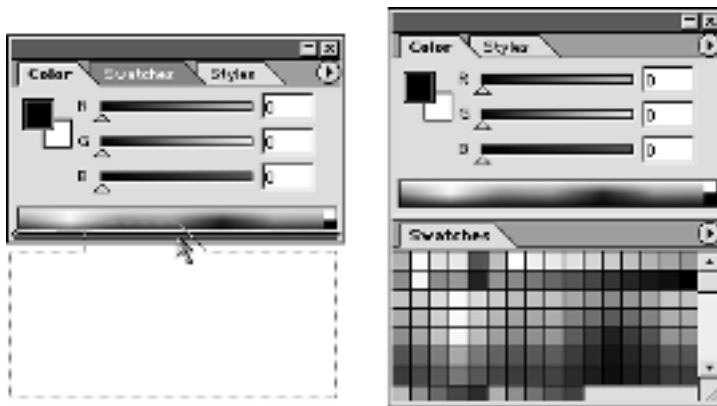 Color Swatches Styles
R 0
G 0
B 0
Color Styles
R 0
G 0
B 0
Swatches